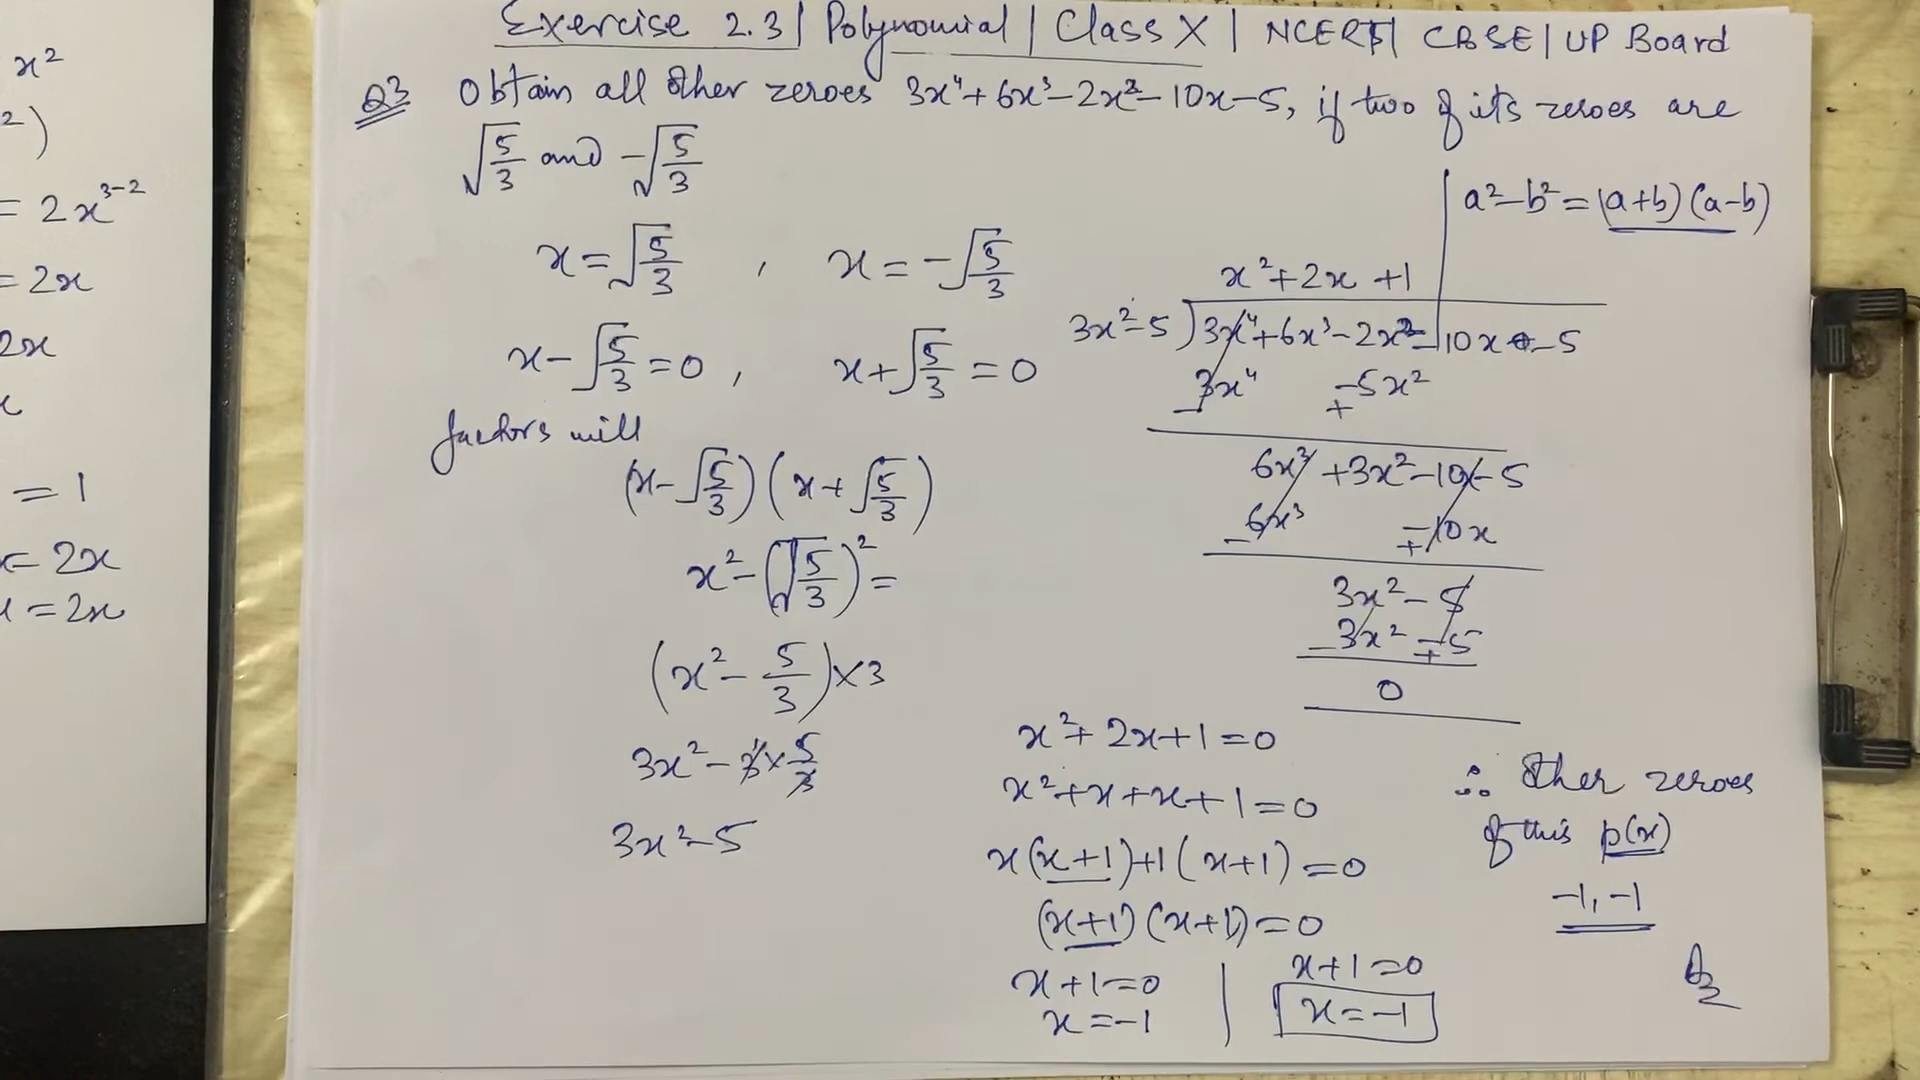 x²
²)
= 2x³⁻²
= 2x
2x
x
= 1
x = 2x
x = 2x
Exercise 2.3 | Polynomial | Class X | NCERT | CBSE | UP Board
Q3 Obtain all other zeroes 3x⁴ + 6x³ - 2x² - 10x - 5, if two of its zeroes are
√(5/3) and -√(5/3)
a² - b² = (a+b)(a-b)
x = √(5/3) , x = -√(5/3)
x - √(5/3) = 0 , x + √(5/3) = 0
factors will
(x - √(5/3)) (x + √(5/3))
x² - (√(5/3))² =
(x² - 5/3) × 3
3x² - 3 × 5/3
3x² - 5
x² + 2x + 1
3x² - 5 ) 3x⁴ + 6x³ - 2x² - 10x - 5
3x⁴ - 5x²
- +
6x³ + 3x² - 10x - 5
6x³ - 10x
- +
3x² - 5
3x² - 5
- +
0
x² + 2x + 1 = 0
x² + x + x + 1 = 0
x(x+1) + 1(x+1) = 0
(x+1)(x+1) = 0
x + 1 = 0 | x + 1 = 0
x = -1 | x = -1
∴ Other zeroes
of this p(x)
-1, -1